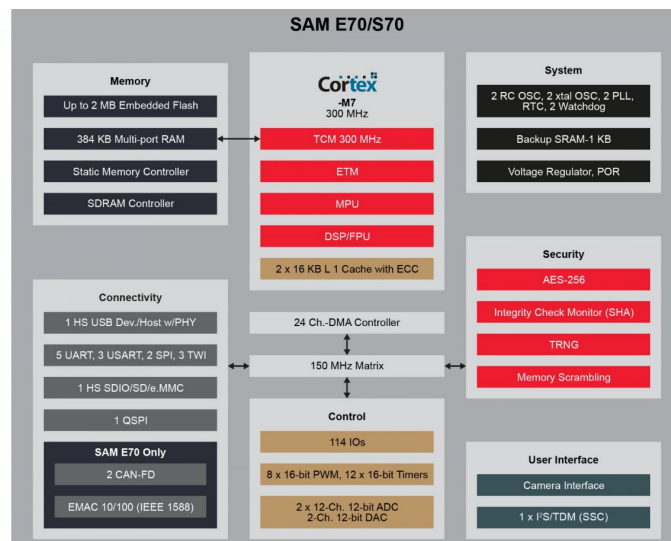 SAM E70/S70
Memory
Up to 2 MB Embedded Flash
384 KB Multi-port RAM
Static Memory Controller
SDRAM Controller
Cortex
-M7
300 MHz
TCM 300 MHz
ETM
MPU
DSP/FPU
2 x 16 KB L 1 Cache with ECC
System
2 RC OSC, 2 xtal OSC, 2 PLL,
RTC, 2 Watchdog
Backup SRAM-1 KB
Voltage Regulator, POR
Connectivity
1 HS USB Dev./Host w/PHY
5 UART, 3 USART, 2 SPI, 3 TWI
1 HS SDIO/SD/e.MMC
1 QSPI
SAM E70 Only
2 CAN-FD
EMAC 10/100 (IEEE 1588)
24 Ch.-DMA Controller
150 MHz Matrix
Control
114 IOs
8 x 16-bit PWM, 12 x 16-bit Timers
2 x 12-Ch. 12-bit ADC
2-Ch. 12-bit DAC
Security
AES-256
Integrity Check Monitor (SHA)
TRNG
Memory Scrambling
User Interface
Camera Interface
1 x I²S/TDM (SSC)